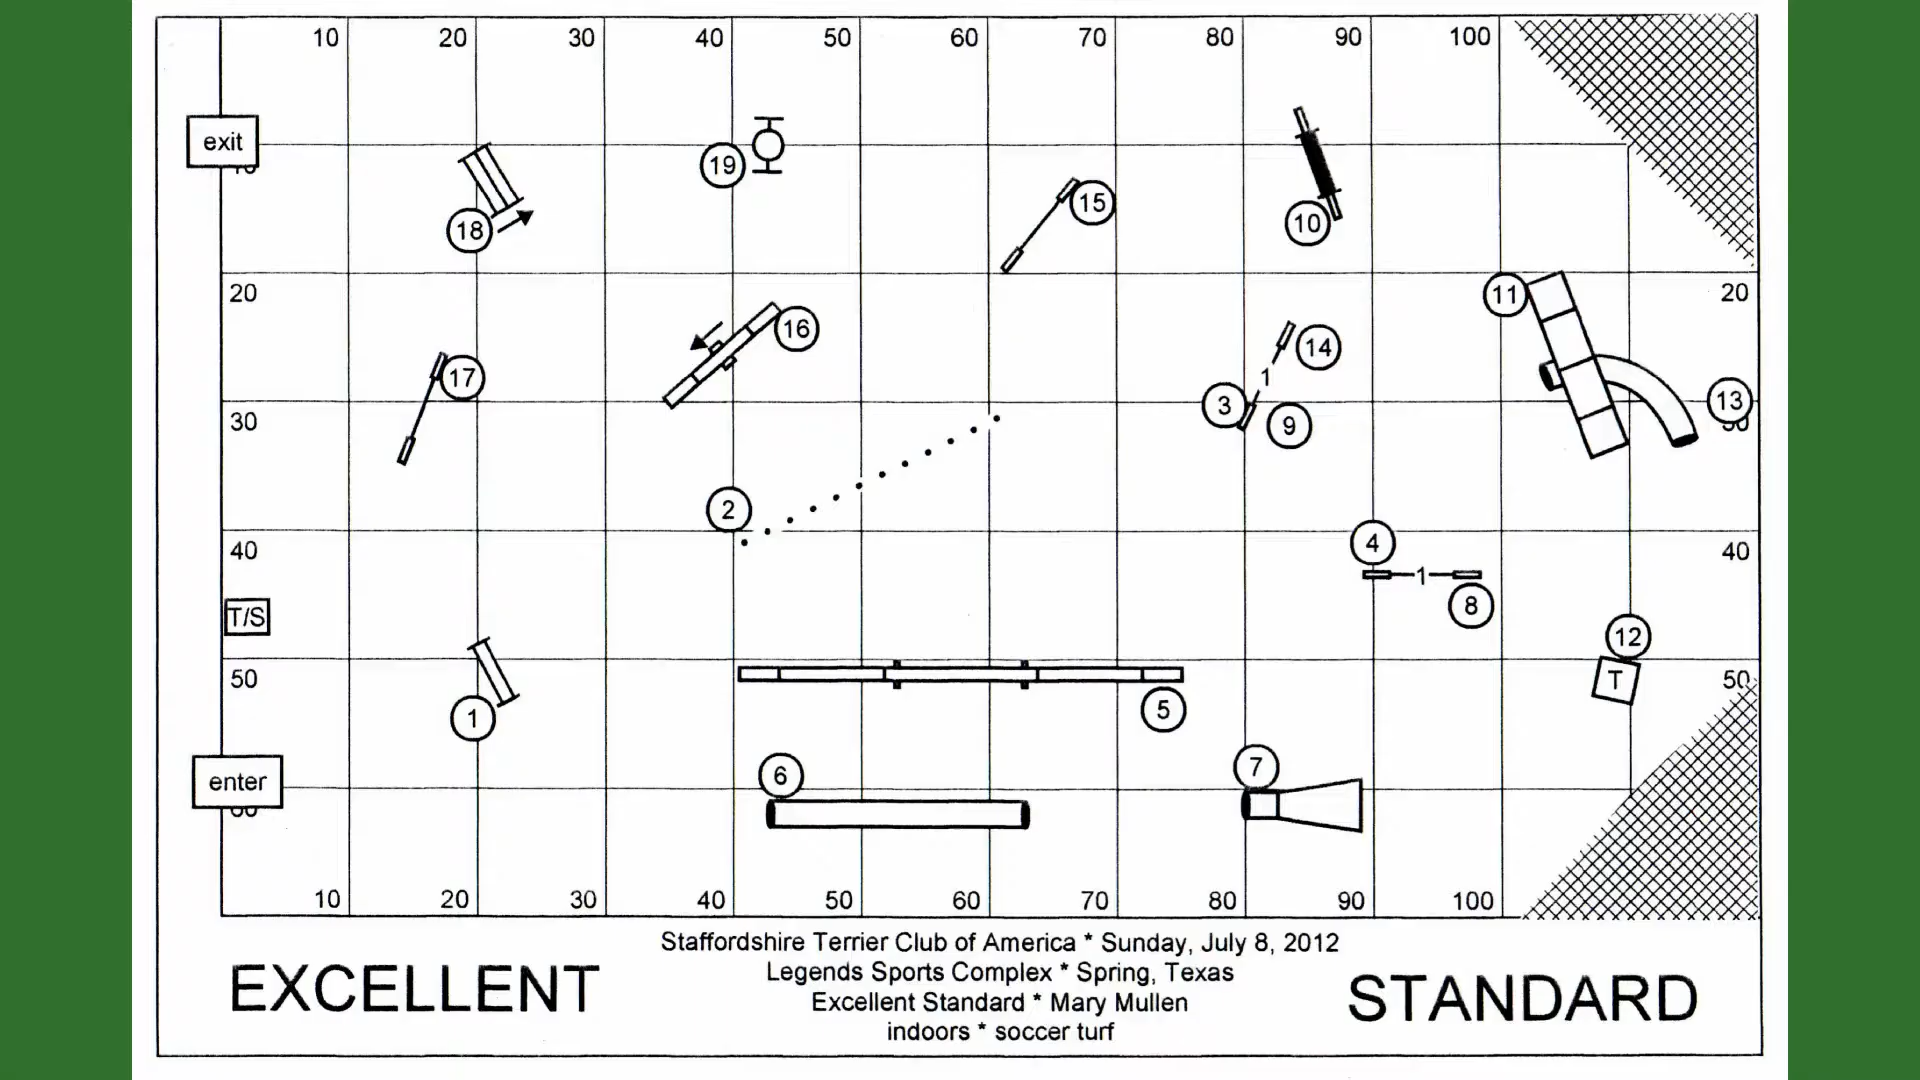 10 20 30 40 50 60 70 80 90 100
exit
19
15
18
10
20 11 20
16
14
17
3 13
30 9
2
40 4 1 40
8
T/S
12
50 T 50
5
1
7
6
enter
10 20 30 40 50 60 70 80 90 100
Staffordshire Terrier Club of America * Sunday, July 8, 2012
Legends Sports Complex * Spring, Texas
EXCELLENT STANDARD
Excellent Standard * Mary Mullen
indoors * soccer turf